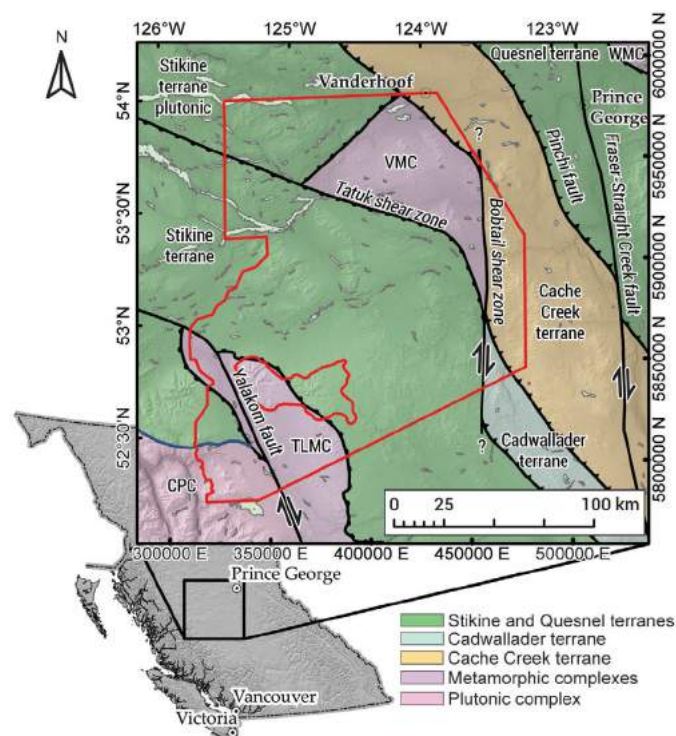 N
126°W
125°W
124°W
123°W
54°N
53°30'N
53°N
52°30'N
6000000 N
5950000 N
5900000 N
5850000 N
5800000 N
300000 E
350000 E
400000 E
450000 E
500000 E
Stikine
terrane
plutonic
Vanderhoof
Quesnel terrane
WMC
Prince
George
VMC
?
Pinchi fault
Fraser-Straight Creek fault
Tatuk shear zone
Bobtail shear zone
Stikine
terrane
Cache
Creek
terrane
Yalakom fault
TLMC
CPC
?
Cadwallader
terrane
0 25 50 100 km
Prince George
Vancouver
Victoria
Stikine and Quesnel terranes
Cadwallader terrane
Cache Creek terrane
Metamorphic complexes
Plutonic complex